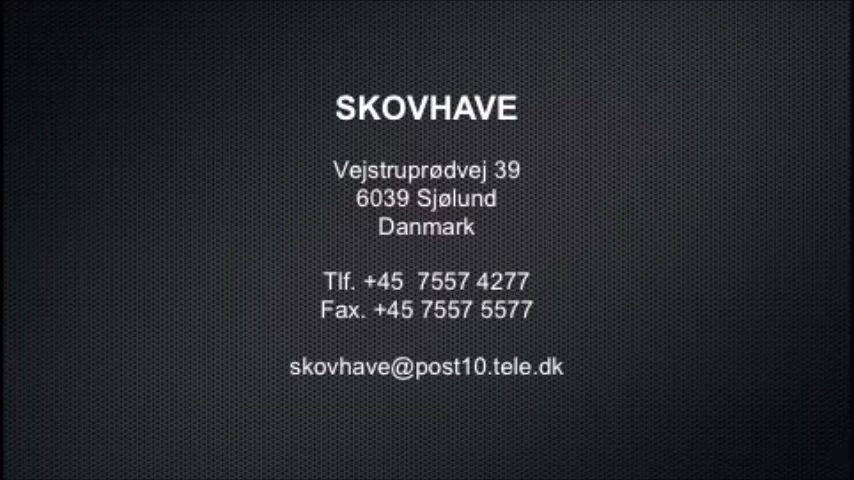 SKOVHAVE
Vejstruprødvej 39
6039 Sjølund
Danmark
Tlf. +45  7557 4277
Fax. +45 7557 5577
skovhave@post10.tele.dk